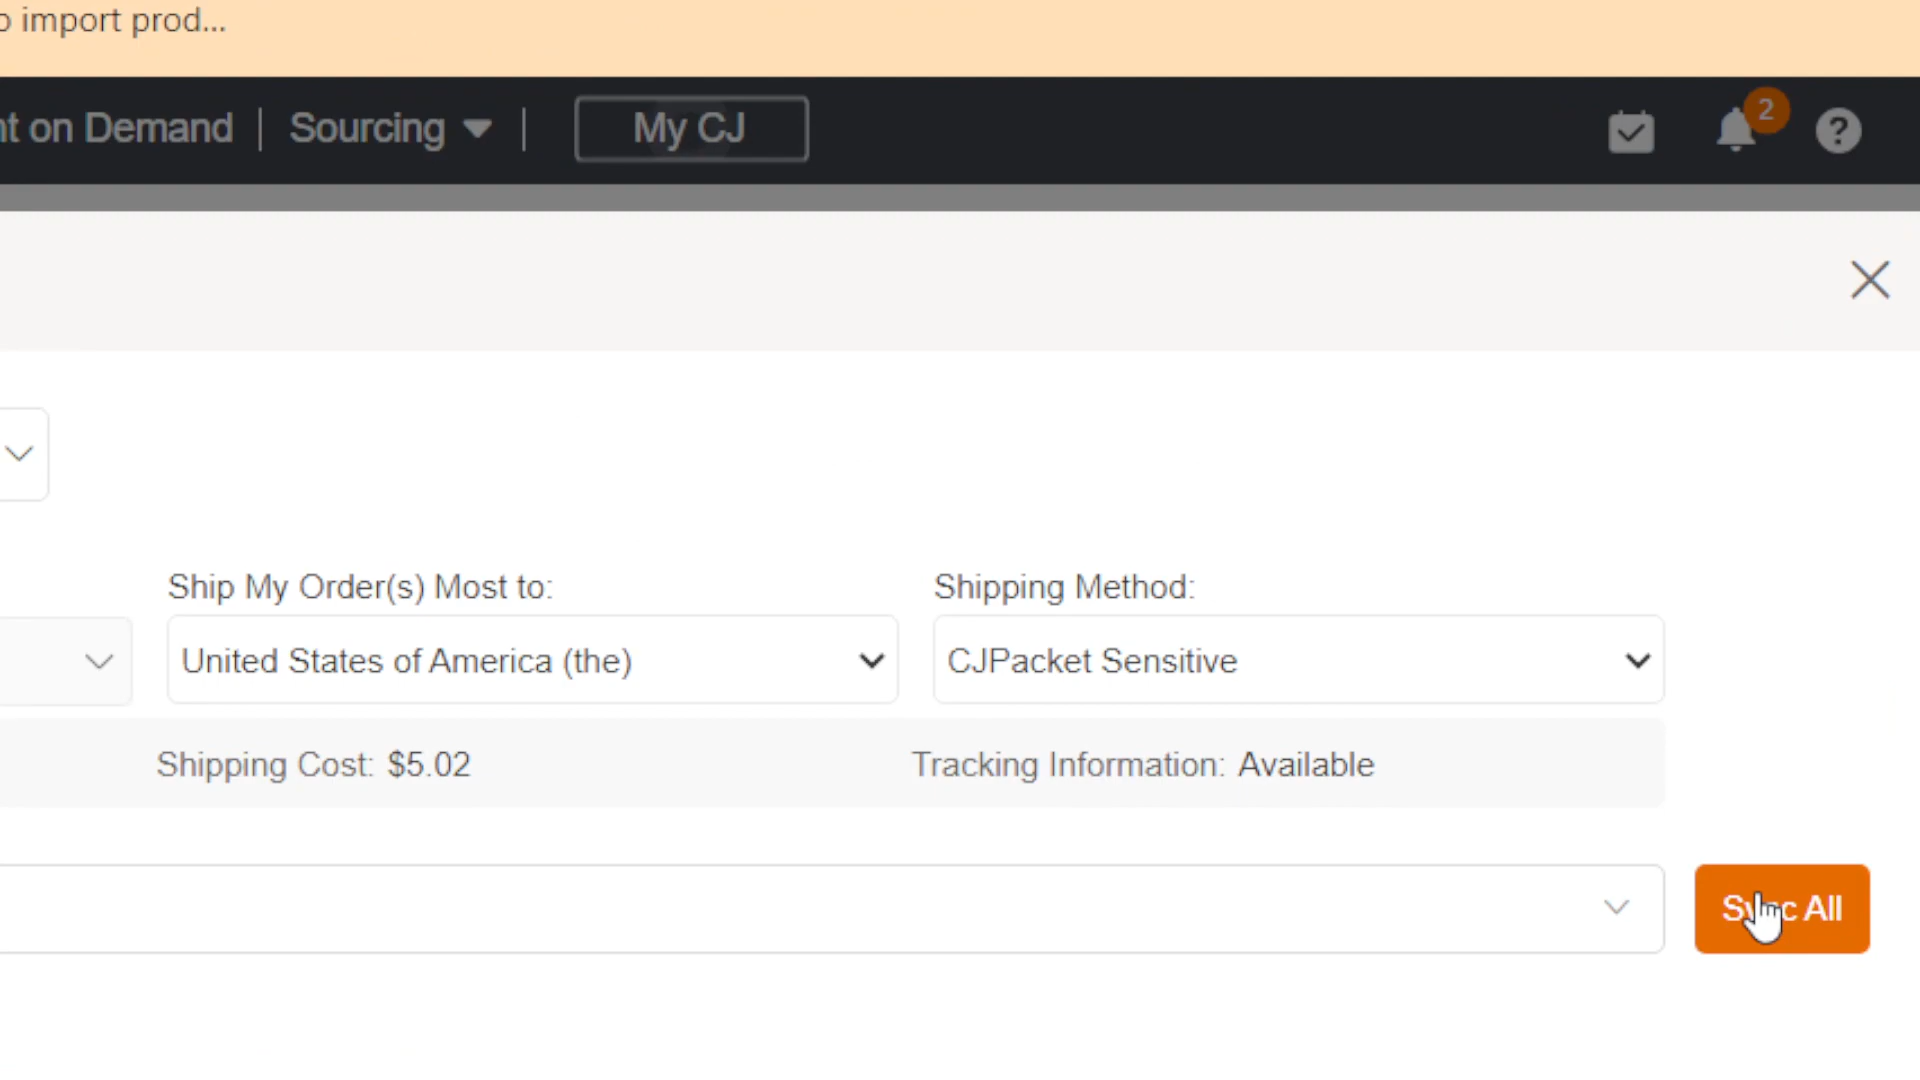 import prod...
on Demand | Sourcing | My CJ
2
?
Ship My Order(s) Most to:
Shipping Method:
United States of America (the)
CJPacket Sensitive
Shipping Cost: $5.02
Tracking Information: Available
All